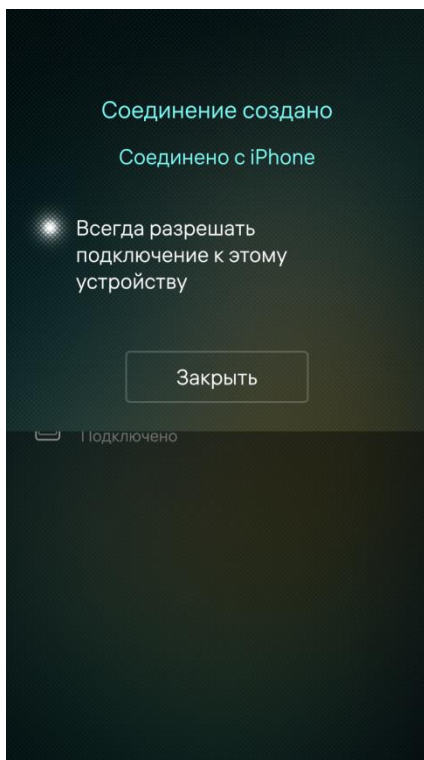 Соединение создано
Соединено с iPhone
Всегда разрешать
подключение к этому
устройству
Закрыть
Подключено